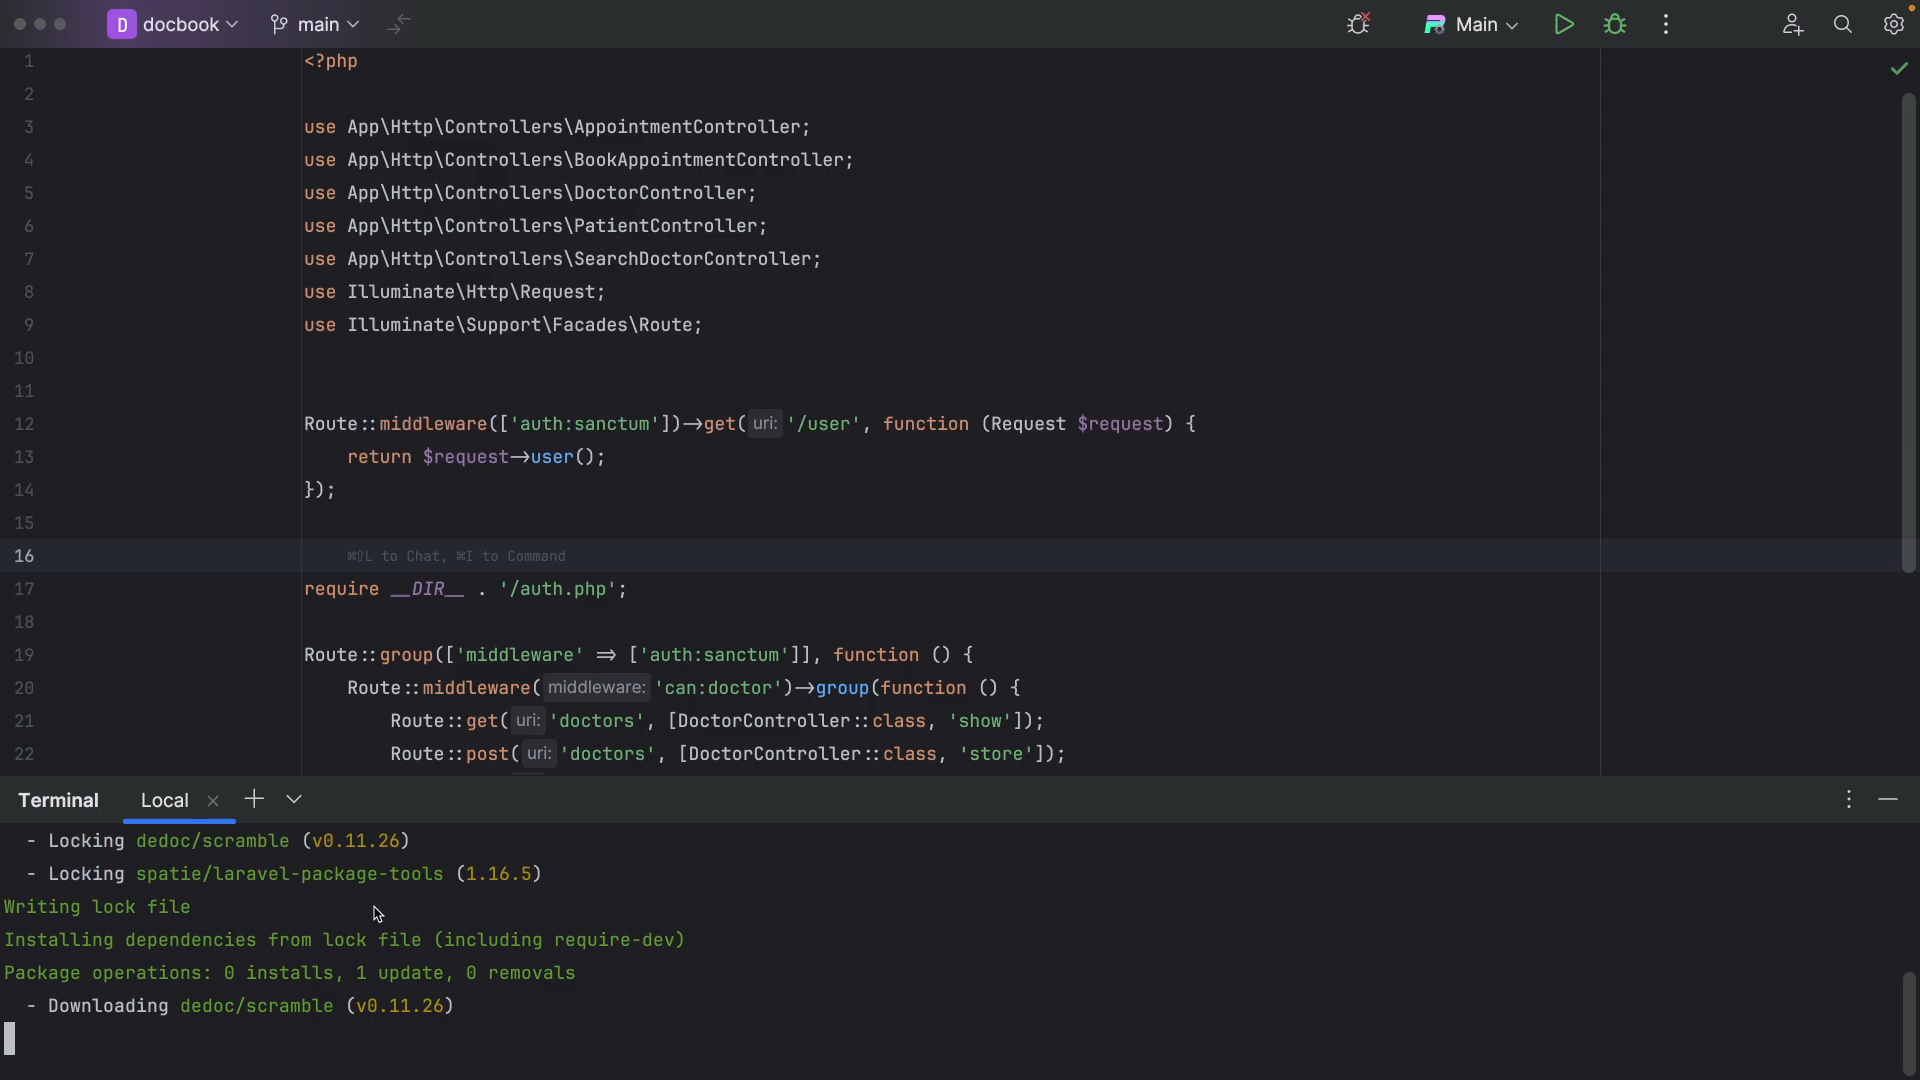 D docbook main Main
1 <?php
2
3 use App\Http\Controllers\AppointmentController;
4 use App\Http\Controllers\BookAppointmentController;
5 use App\Http\Controllers\DoctorController;
6 use App\Http\Controllers\PatientController;
7 use App\Http\Controllers\SearchDoctorController;
8 use Illuminate\Http\Request;
9 use Illuminate\Support\Facades\Route;
10
11
12 Route::middleware(['auth:sanctum'])->get( uri: '/user', function (Request $request) {
13 return $request->user();
14 });
15
16 ⌘⇧L to Chat, ⌘I to Command
17 require __DIR__ . '/auth.php';
18
19 Route::group(['middleware' => ['auth:sanctum']], function () {
20 Route::middleware( middleware: 'can:doctor')->group(function () {
21 Route::get( uri: 'doctors', [DoctorController::class, 'show']);
22 Route::post( uri: 'doctors', [DoctorController::class, 'store']);
Terminal Local
- Locking dedoc/scramble (v0.11.26)
- Locking spatie/laravel-package-tools (1.16.5)
Writing lock file
Installing dependencies from lock file (including require-dev)
Package operations: 0 installs, 1 update, 0 removals
- Downloading dedoc/scramble (v0.11.26)